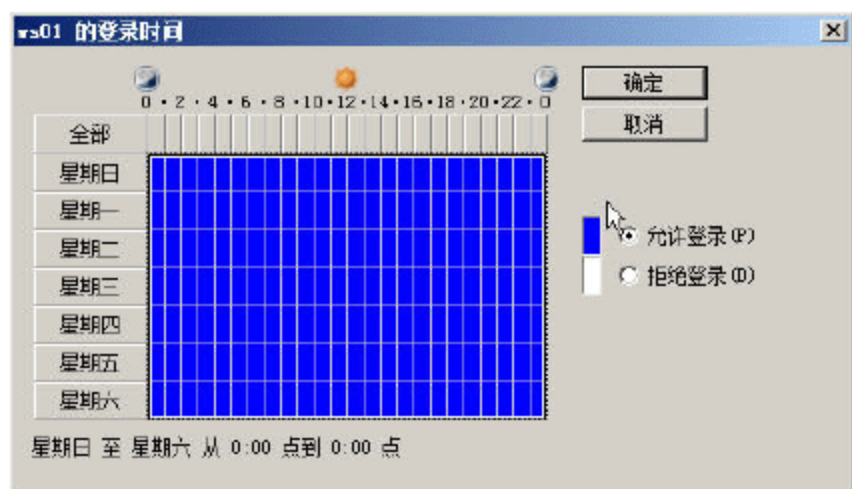 ws01 的登录时间
0·2·4·6·8·10·12·14·16·18·20·22·0
确定
全部
取消
星期日
星期一
星期二
允许登录(P)
星期三
拒绝登录(D)
星期四
星期五
星期六
星期日 至 星期六 从 0:00 点到 0:00 点